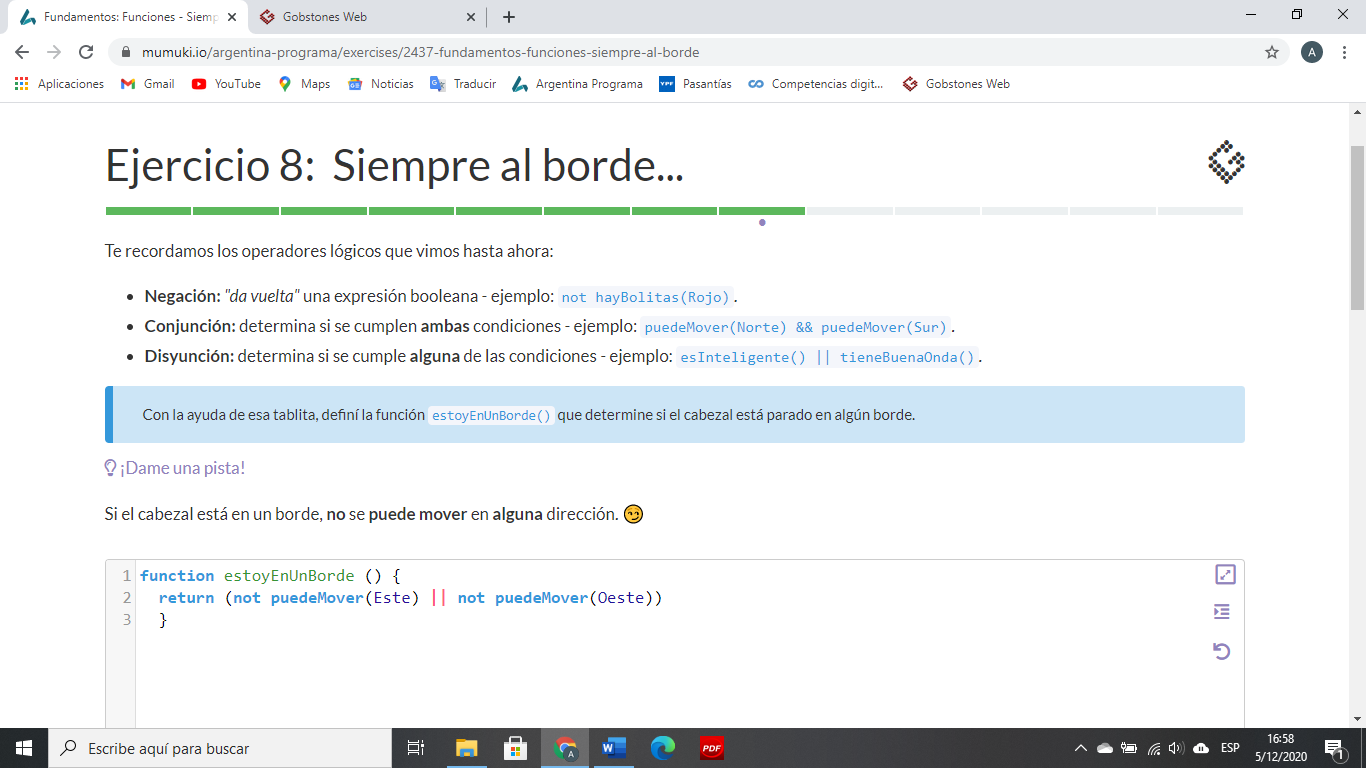 Fundamentos: Funciones - Siemp
Gobstones Web
mumuki.io/argentina-programa/exercises/2437-fundamentos-funciones-siempre-al-borde
A
Aplicaciones
Gmail
YouTube
Maps
Noticias
Traducir
Argentina Programa
YPF
Pasantías
Competencias digit...
Gobstones Web
Ejercicio 8: Siempre al borde...
Te recordamos los operadores lógicos que vimos hasta ahora:
• Negación: "da vuelta" una expresión booleana - ejemplo: not hayBolitas(Rojo).
• Conjunción: determina si se cumplen ambas condiciones - ejemplo: puedeMover(Norte) && puedeMover(Sur).
• Disyunción: determina si se cumple alguna de las condiciones - ejemplo: esInteligente() || tieneBuenaOnda().
Con la ayuda de esa tablita, definí la función estoyEnUnBorde() que determine si el cabezal está parado en algún borde.
¡Dame una pista!
Si el cabezal está en un borde, no se puede mover en alguna dirección. 😏
1 function estoyEnUnBorde () {
2 return (not puedeMover(Este) || not puedeMover(Oeste))
3 }
Escribe aquí para buscar
A
W
PDF
ESP
16:58
5/12/2020
1